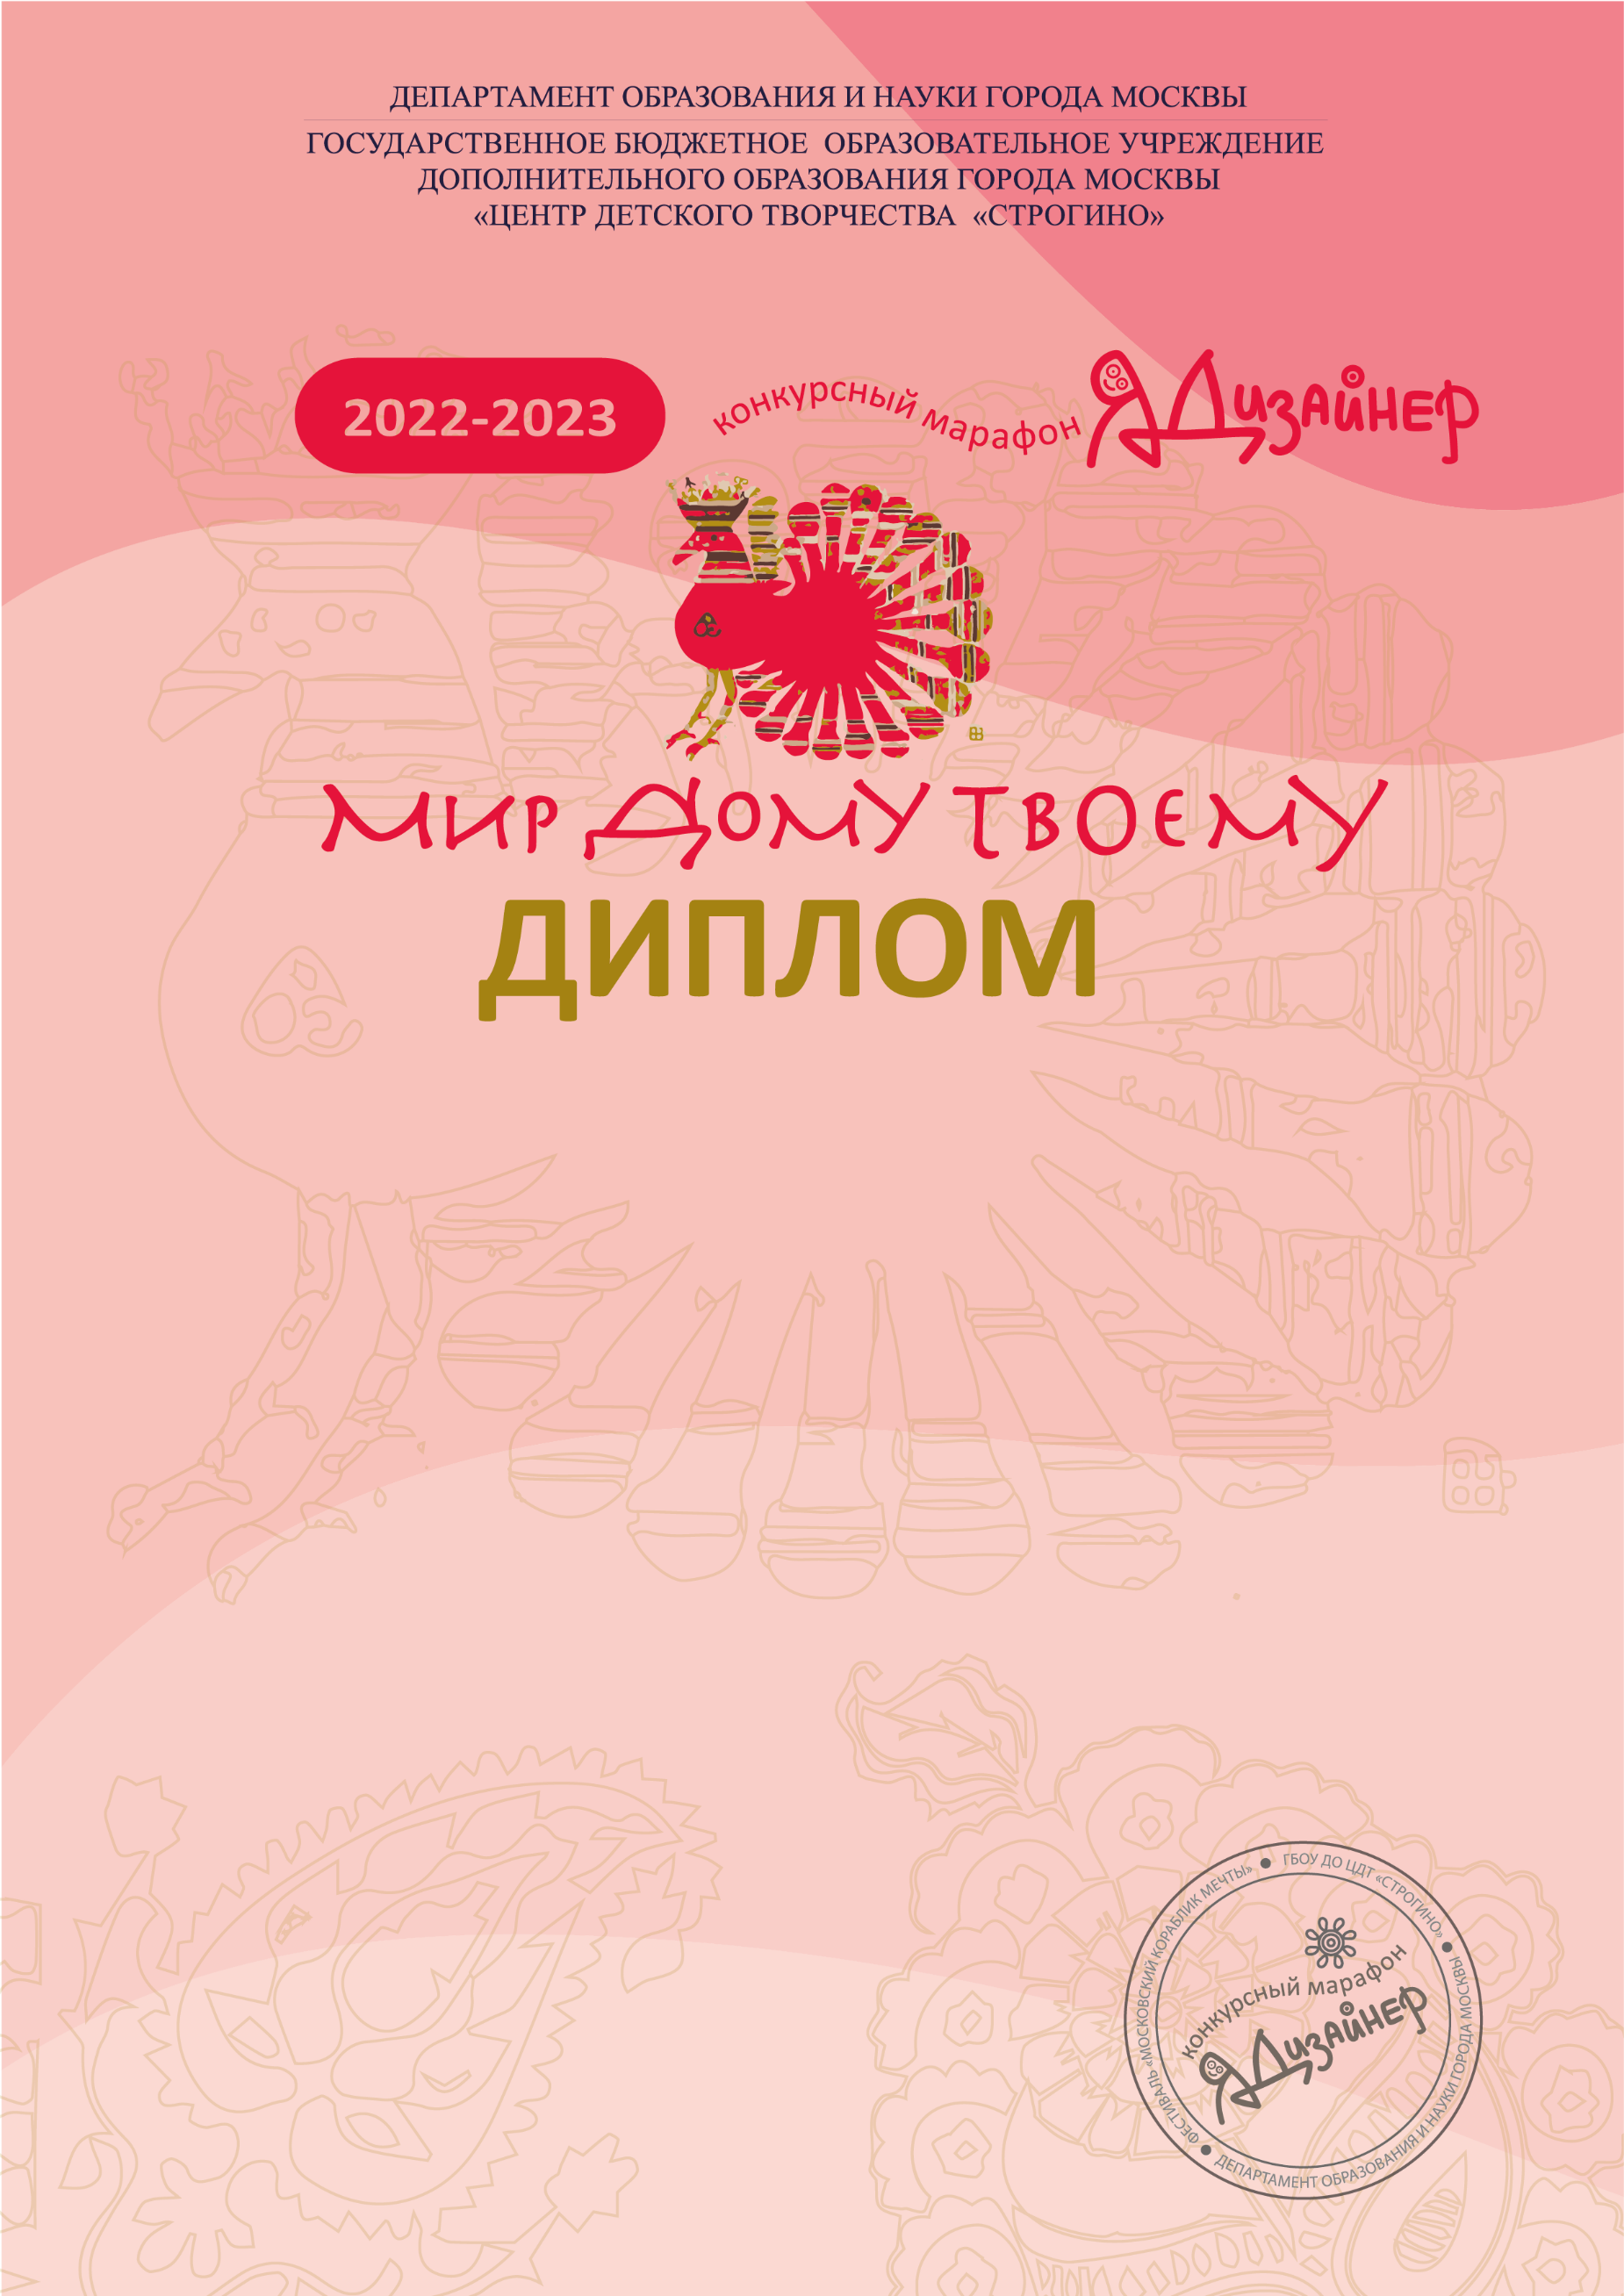 ДЕПАРТАМЕНТ ОБРАЗОВАНИЯ И НАУКИ ГОРОДА МОСКВЫ
ГОСУДАРСТВЕННОЕ БЮДЖЕТНОЕ ОБРАЗОВАТЕЛЬНОЕ УЧРЕЖДЕНИЕ
ДОПОЛНИТЕЛЬНОГО ОБРАЗОВАНИЯ ГОРОДА МОСКВЫ
«ЦЕНТР ДЕТСКОГО ТВОРЧЕСТВА «СТРОГИНО»
2022-2023
конкурсный марафон
Я Дизайнер
Мир Дому Твоему
ДИПЛОМ
ФЕСТИВАЛЬ «МОСКОВСКИЙ КОРАБЛИК МЕЧТЫ» • ГБОУ ДО ЦДТ «СТРОГИНО» • ДЕПАРТАМЕНТ ОБРАЗОВАНИЯ И НАУКИ ГОРОДА МОСКВЫ •
конкурсный марафон
Я Дизайнер